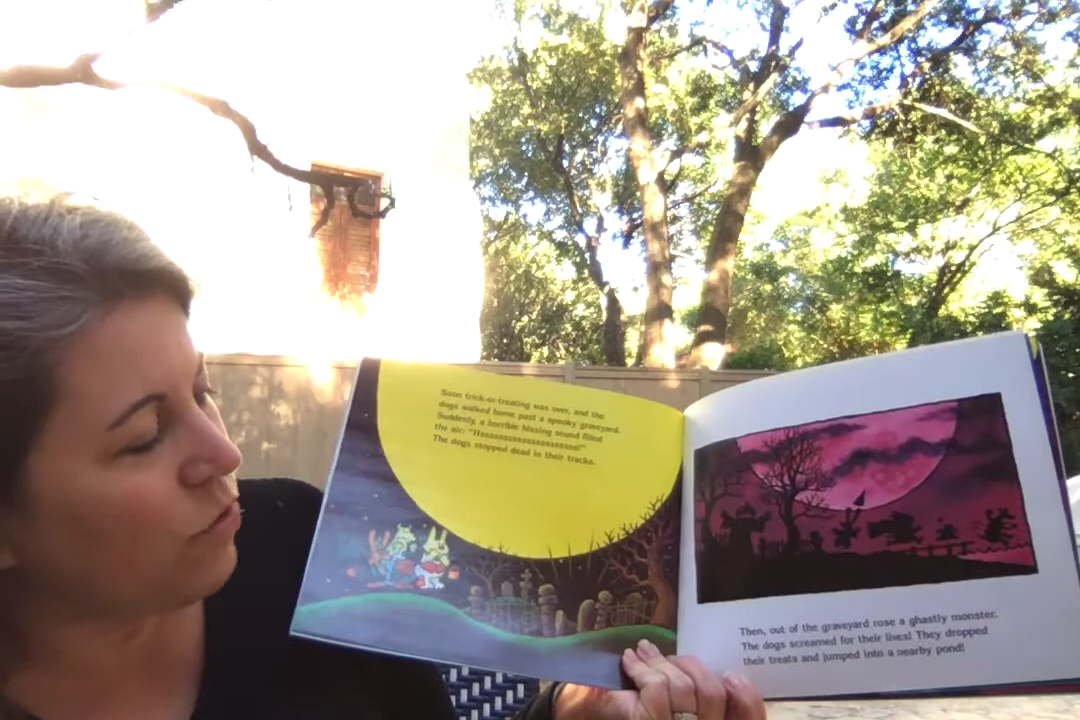 Soon trick-or-treating was over, and the
dogs walked home past a spooky graveyard.
Suddenly, a horrible hissing sound filled
the air: "Hssssssssssssssssssss!"
The dogs stopped dead in their tracks.
Then, out of the graveyard rose a ghastly monster.
The dogs screamed for their lives! They dropped
their treats and jumped into a nearby pond!